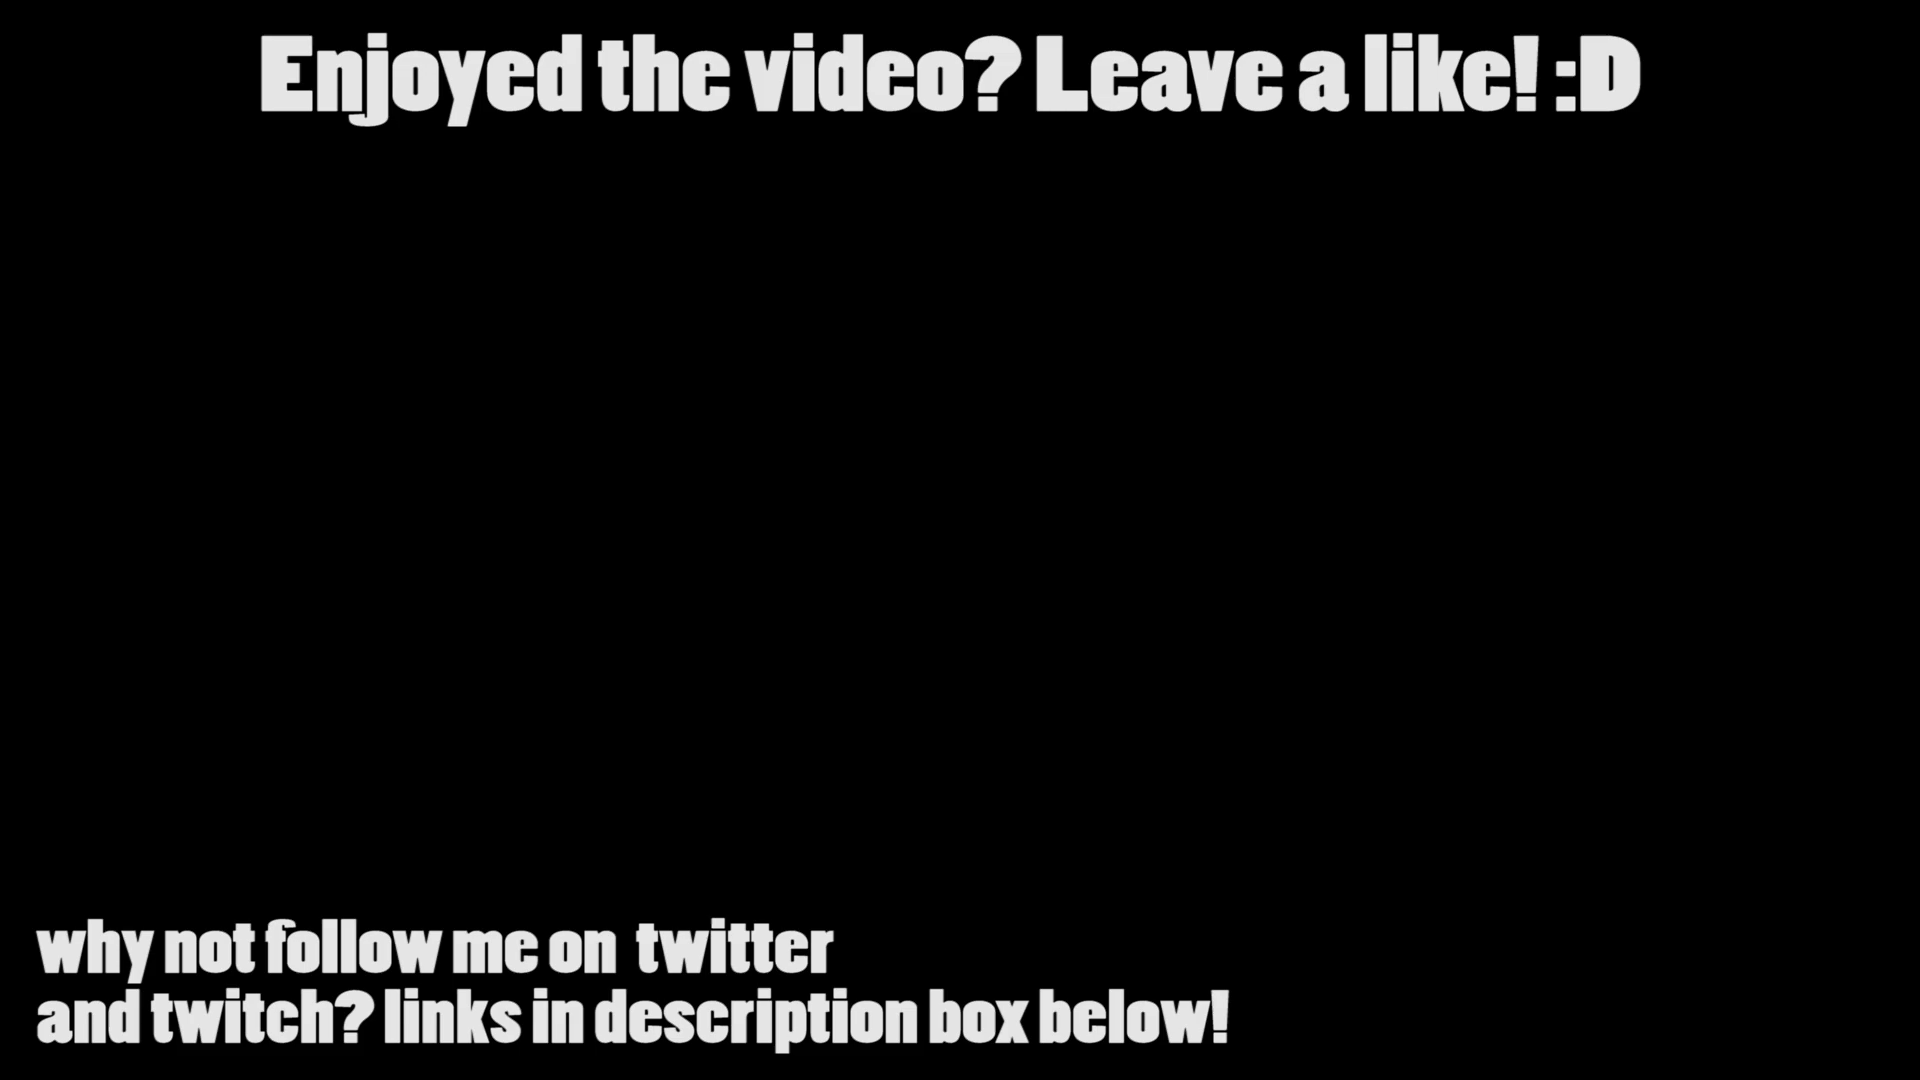 Enjoyed the video? Leave a like! :D
why not follow me on  twitter
and twitch? links in description box below!